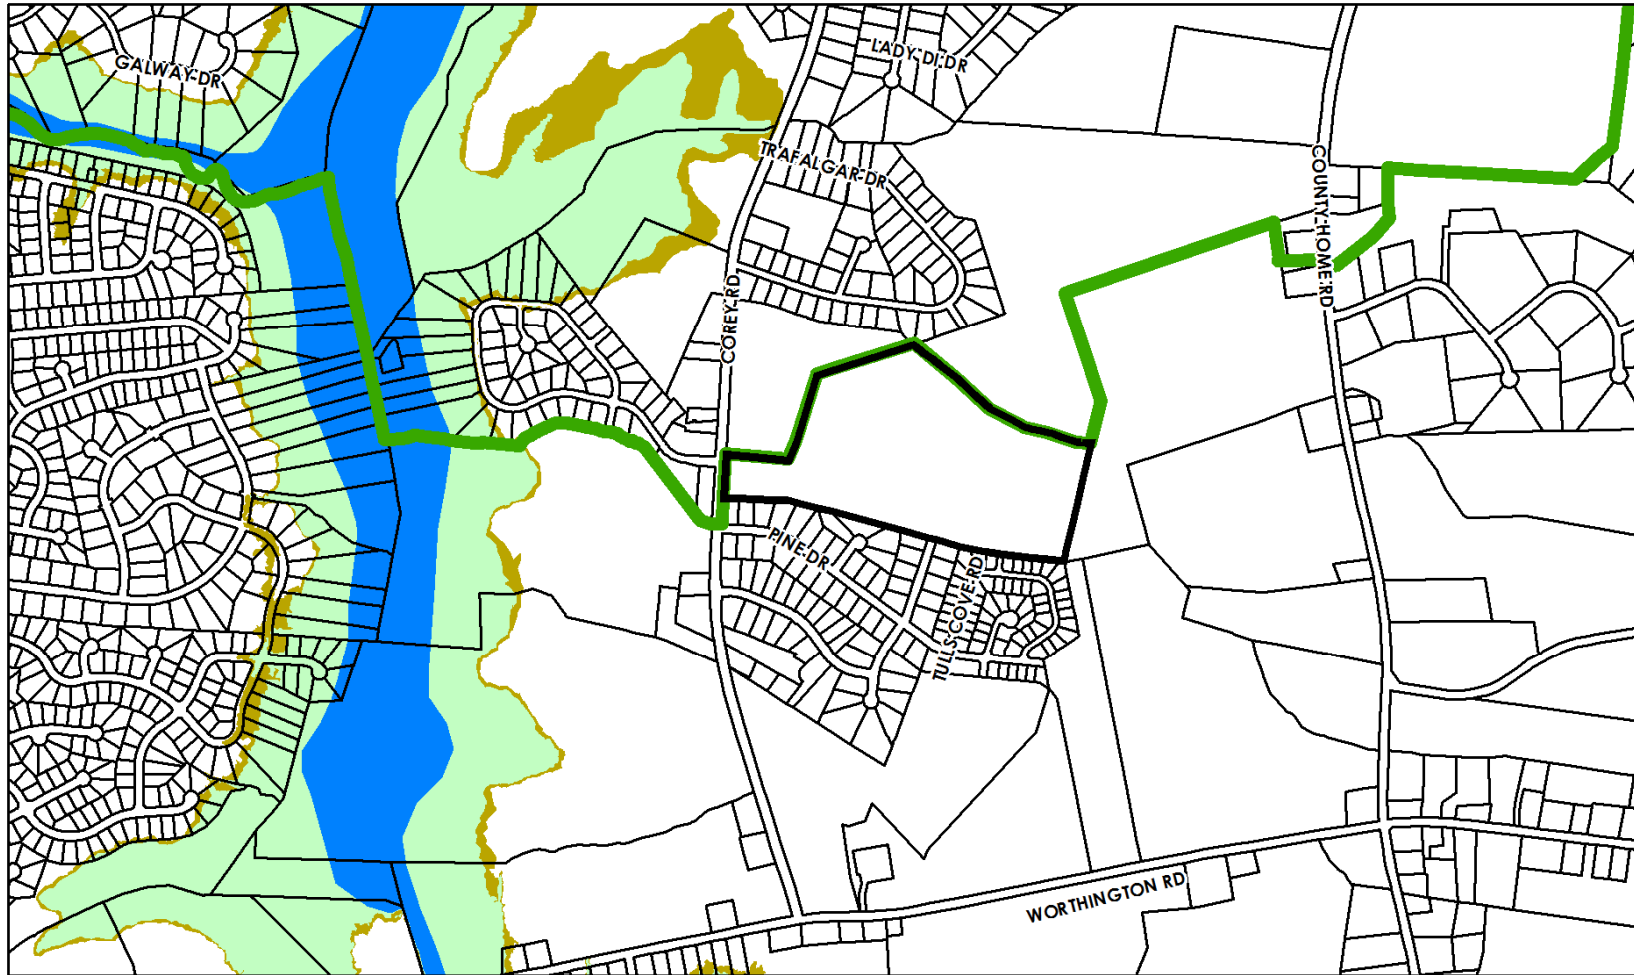 LADY DI DR
GALWAY DR
TRAFALGAR DR
COUNTY HOME RD
COREY RD
PINE DR
TULLS COVE RD
WORTHINGTON RD